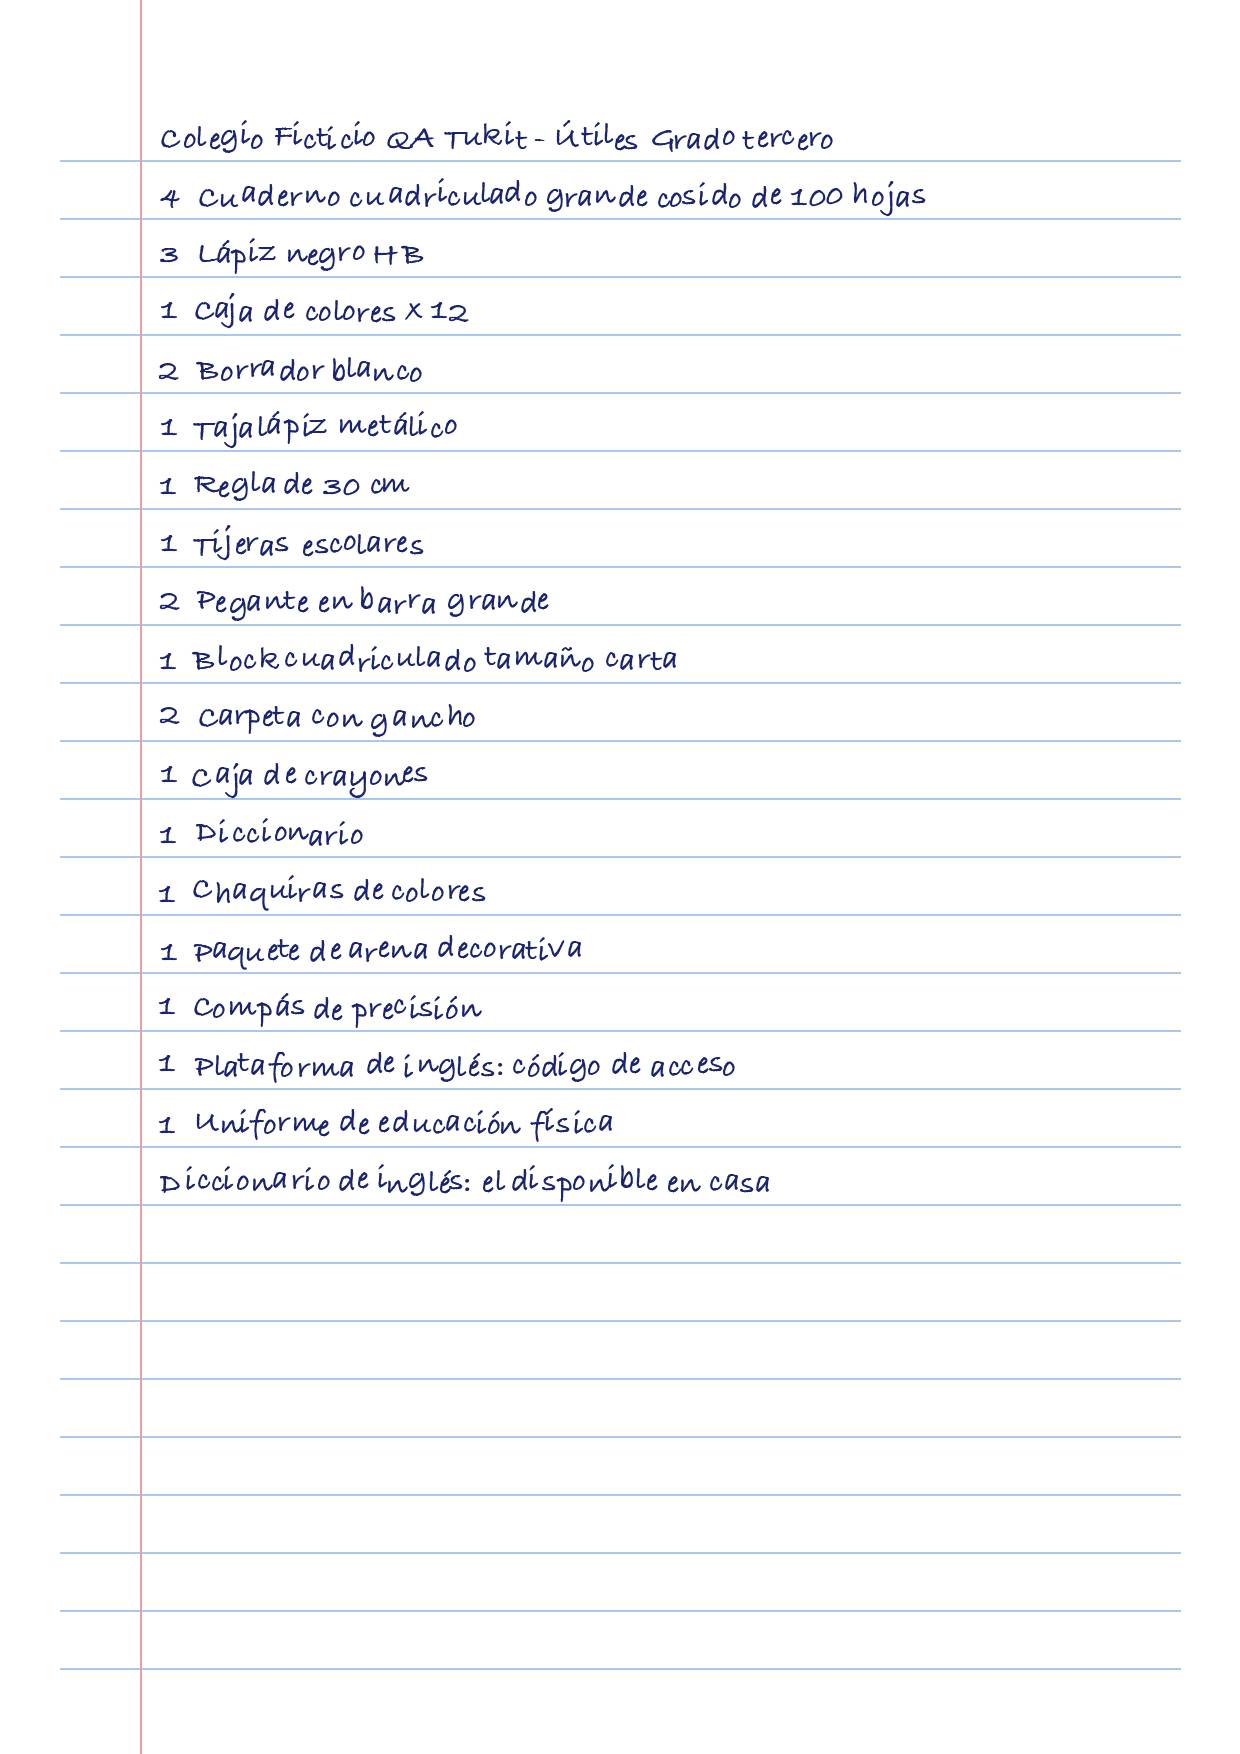 Colegio Ficticio QA Tukit - Útiles Grado tercero
4 Cuaderno cuadriculado grande cosido de 100 hojas
3 Lápiz negro HB
1 Caja de colores x 12
2 Borrador blanco
1 Tajalápiz metálico
1 Regla de 30 cm
1 Tijeras escolares
2 Pegante en barra grande
1 Block cuadriculado tamaño carta
2 Carpeta con gancho
1 Caja de crayones
1 Diccionario
1 Chaquiras de colores
1 Paquete de arena decorativa
1 Compás de precisión
1 Plataforma de inglés: código de acceso
1 Uniforme de educación física
Diccionario de inglés: el disponible en casa